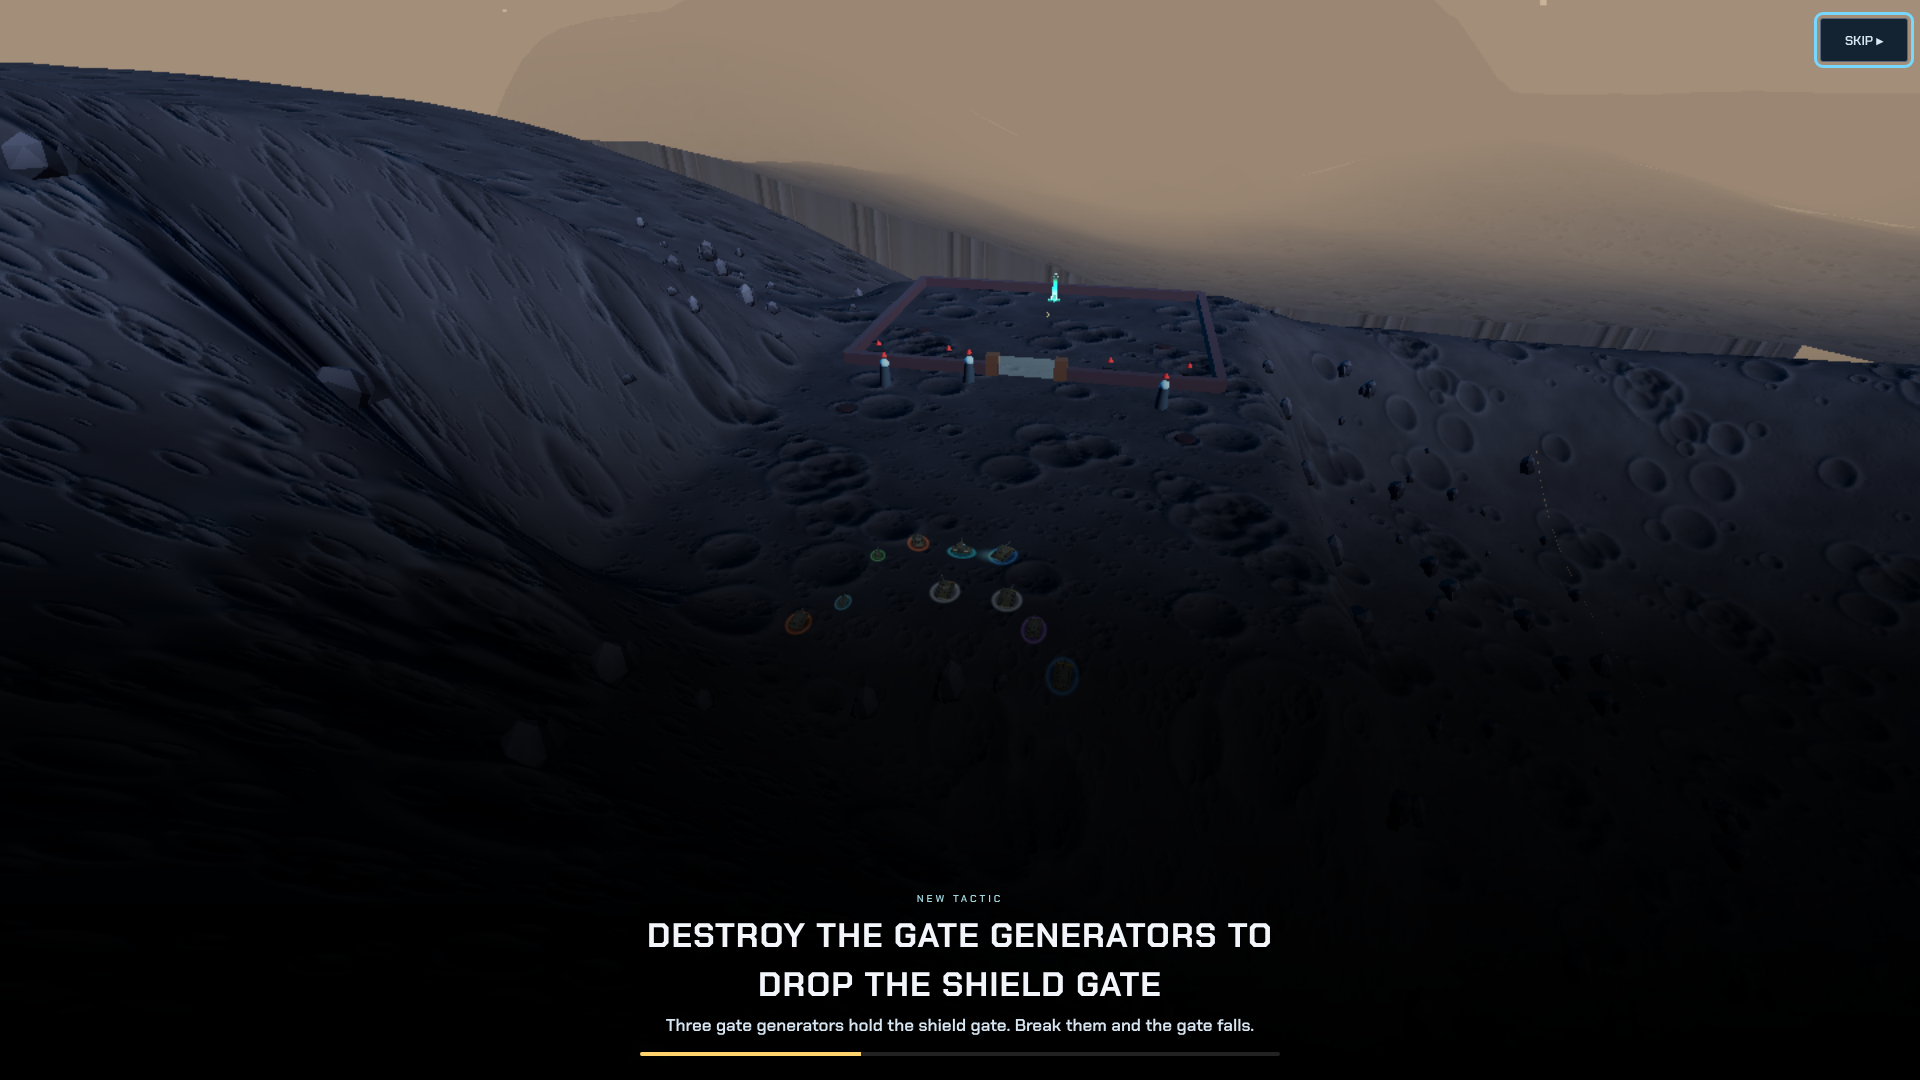 SKIP ▸
NEW TACTIC
DESTROY THE GATE GENERATORS TO
DROP THE SHIELD GATE
Three gate generators hold the shield gate. Break them and the gate falls.